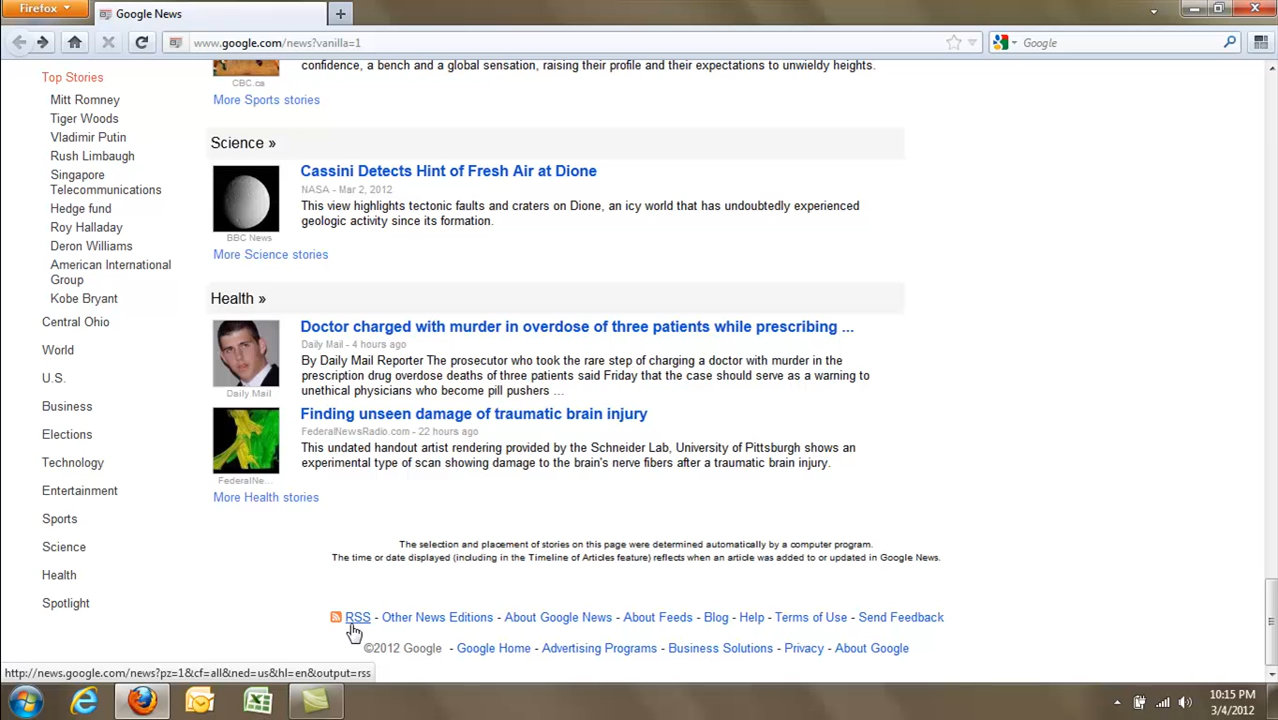 Firefox
Google News
www.google.com/news?vanilla=1
Google
Top Stories
Mitt Romney
Tiger Woods
Vladimir Putin
Rush Limbaugh
Singapore
Telecommunications
Hedge fund
Roy Halladay
Deron Williams
American International
Group
Kobe Bryant
Central Ohio
World
U.S.
Business
Elections
Technology
Entertainment
Sports
Science
Health
Spotlight
confidence, a bench and a global sensation, raising their profile and their expectations to unwieldy heights.
CBC.ca
More Sports stories
Science »
Cassini Detects Hint of Fresh Air at Dione
NASA - Mar 2, 2012
This view highlights tectonic faults and craters on Dione, an icy world that has undoubtedly experienced
geologic activity since its formation.
BBC News
More Science stories
Health »
Doctor charged with murder in overdose of three patients while prescribing ...
Daily Mail - 4 hours ago
By Daily Mail Reporter The prosecutor who took the rare step of charging a doctor with murder in the
prescription drug overdose deaths of three patients said Friday that the case should serve as a warning to
unethical physicians who become pill pushers ...
Daily Mail
Finding unseen damage of traumatic brain injury
FederalNewsRadio.com - 22 hours ago
This undated handout artist rendering provided by the Schneider Lab, University of Pittsburgh shows an
experimental type of scan showing damage to the brain's nerve fibers after a traumatic brain injury.
FederalNe...
More Health stories
The selection and placement of stories on this page were determined automatically by a computer program.
The time or date displayed (including in the Timeline of Articles feature) reflects when an article was added to or updated in Google News.
RSS - Other News Editions - About Google News - About Feeds - Blog - Help - Terms of Use - Send Feedback
©2012 Google - Google Home - Advertising Programs - Business Solutions - Privacy - About Google
http://news.google.com/news?pz=1&cf=all&ned=us&hl=en&output=rss
10:15 PM
3/4/2012